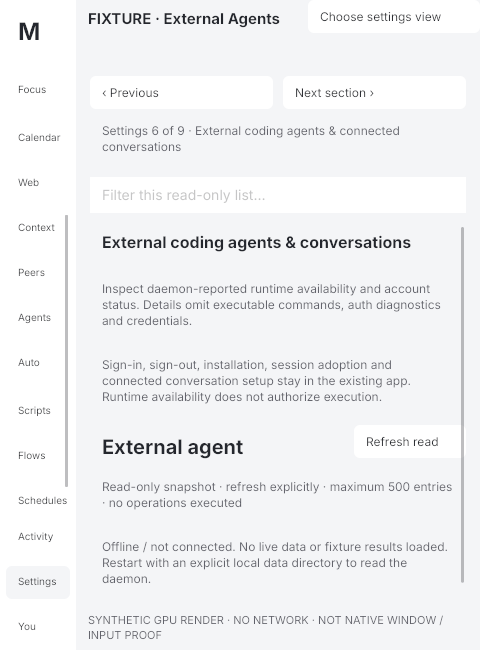 M
Focus
Calendar
Web
Context
Peers
Agents
Auto
Scripts
Flows
Schedules
Activity
Settings
You
FIXTURE · External Agents
Choose settings view
‹ Previous
Next section ›
Settings 6 of 9 · External coding agents & connected
conversations
Filter this read-only list...
External coding agents & conversations
Inspect daemon-reported runtime availability and account
status. Details omit executable commands, auth diagnostics
and credentials.
Sign-in, sign-out, installation, session adoption and
connected conversation setup stay in the existing app.
Runtime availability does not authorize execution.
External agent
Refresh read
Read-only snapshot · refresh explicitly · maximum 500 entries
· no operations executed
Offline / not connected. No live data or fixture results loaded.
Restart with an explicit local data directory to read the
daemon.
SYNTHETIC GPU RENDER · NO NETWORK · NOT NATIVE WINDOW /
INPUT PROOF